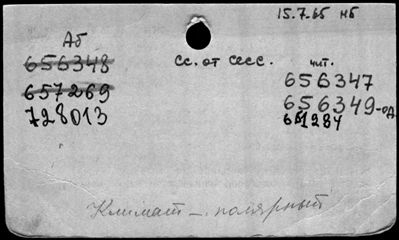 15.7.65 нб
Аб
656348
сс. от Сесс.
чит.
656347
657269
656349-од
728013
651284
Климат – полярный